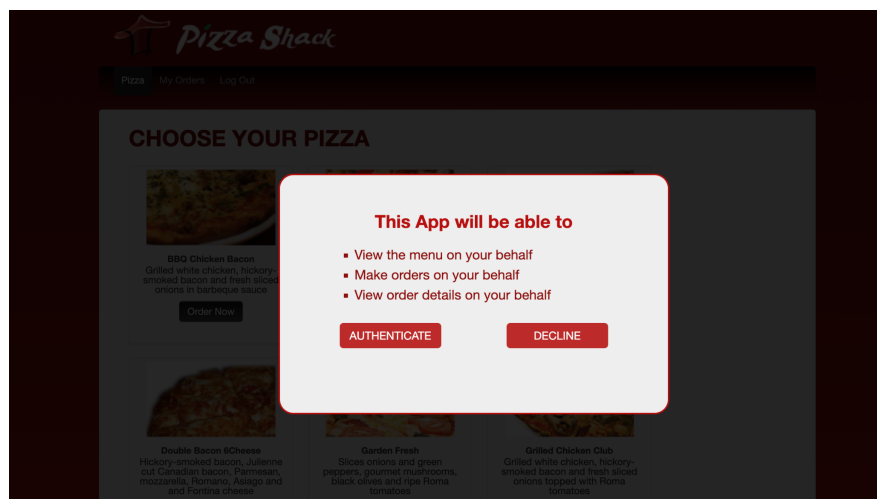 Pizza Shack
Pizza My Orders Log Out
CHOOSE YOUR PIZZA
This App will be able to
View the menu on your behalf
Make orders on your behalf
View order details on your behalf
AUTHENTICATE DECLINE
BBQ Chicken Bacon
Grilled white chicken, hickory-
smoked bacon and fresh sliced
onions in barbeque sauce
Order Now
Double Bacon 6Cheese
Hickory-smoked bacon, Julienne
cut Canadian bacon, Parmesan,
mozzarella, Romano, Asiago and
and Fontina cheese
Garden Fresh
Slices onions and green
peppers, gourmet mushrooms,
black olives and ripe Roma
tomatoes
Grilled Chicken Club
Grilled white chicken, hickory-
smoked bacon and fresh sliced
onions topped with Roma
tomatoes